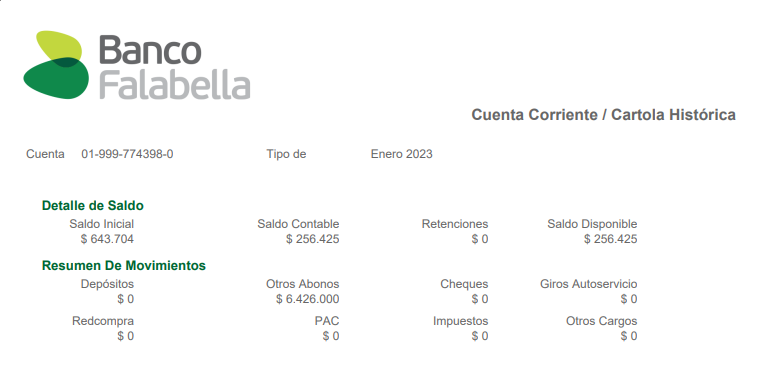 Banco
Falabella
Cuenta Corriente / Cartola Histórica
Cuenta 01-999-774398-0 Tipo de Enero 2023
Detalle de Saldo
Saldo Inicial Saldo Contable Retenciones Saldo Disponible
$ 643.704 $ 256.425 $ 0 $ 256.425
Resumen De Movimientos
Depósitos Otros Abonos Cheques Giros Autoservicio
$ 0 $ 6.426.000 $ 0 $ 0
Redcompra PAC Impuestos Otros Cargos
$ 0 $ 0 $ 0 $ 0